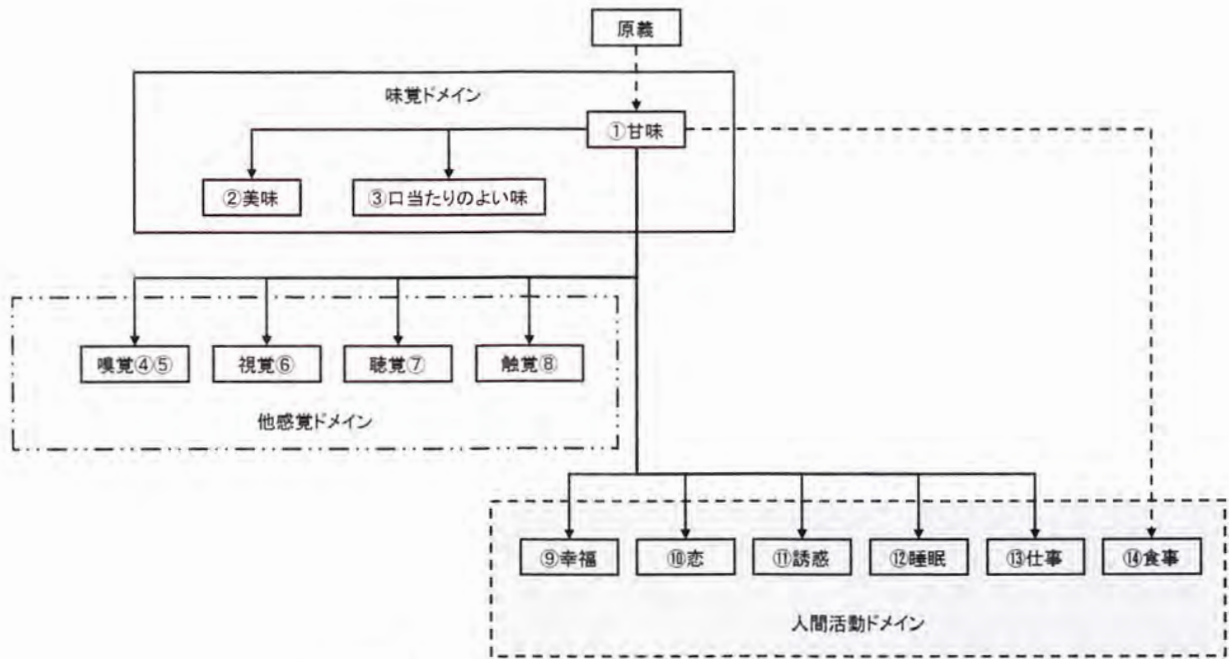 原義
味覚ドメイン
①甘味
②美味
③口当たりのよい味
嗅覚④⑤
視覚⑥
聴覚⑦
触覚⑧
他感覚ドメイン
⑨幸福
⑩恋
⑪誘惑
⑫睡眠
⑬仕事
⑭食事
人間活動ドメイン